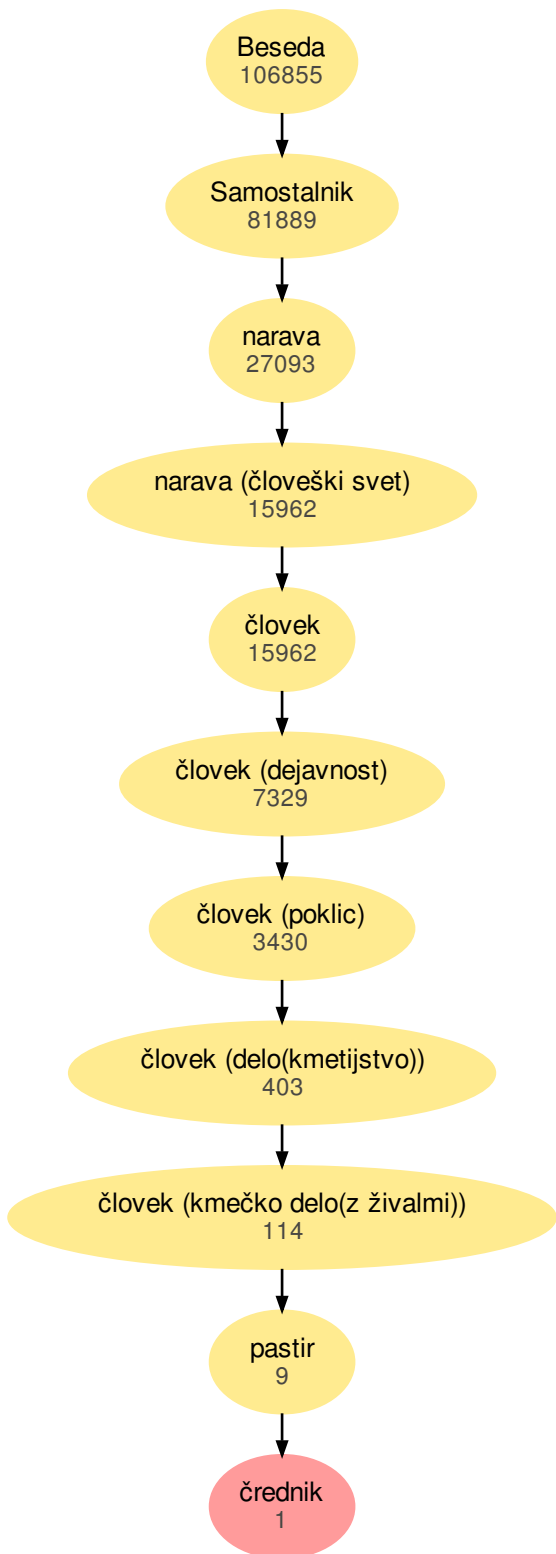 Beseda
106855
Samostalnik
81889
narava
27093
narava (človeški svet)
15962
človek
15962
človek (dejavnost)
7329
človek (poklic)
3430
človek (delo(kmetijstvo))
403
človek (kmečko delo(z živalmi))
114
pastir
9
črednik
1